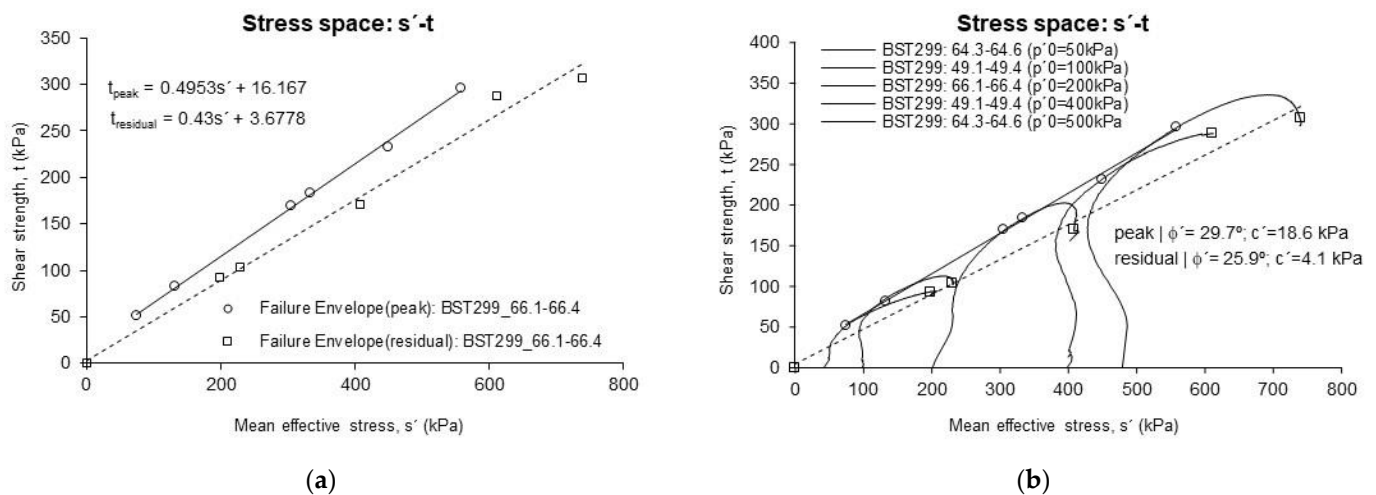 Stress space: s´-t
350
300
250
200
150
100
50
0
Shear strength, t (kPa)
t_peak = 0.4953s´ + 16.167
t_residual = 0.43s´ + 3.6778
Failure Envelope(peak): BST299_66.1-66.4
Failure Envelope(residual): BST299_66.1-66.4
0 200 400 600 800
Mean effective stress, s´ (kPa)
(a)
Stress space: s´-t
400
350
300
250
200
150
100
50
0
Shear strength, t (kPa)
BST299: 64.3-64.6 (p´0=50kPa)
BST299: 49.1-49.4 (p´0=100kPa)
BST299: 66.1-66.4 (p´0=200kPa)
BST299: 49.1-49.4 (p´0=400kPa)
BST299: 64.3-64.6 (p´0=500kPa
peak | ϕ´= 29.7º; c´=18.6 kPa
residual | ϕ´= 25.9º; c´=4.1 kPa
0 100 200 300 400 500 600 700 800
Mean effective stress, s´ (kPa)
(b)